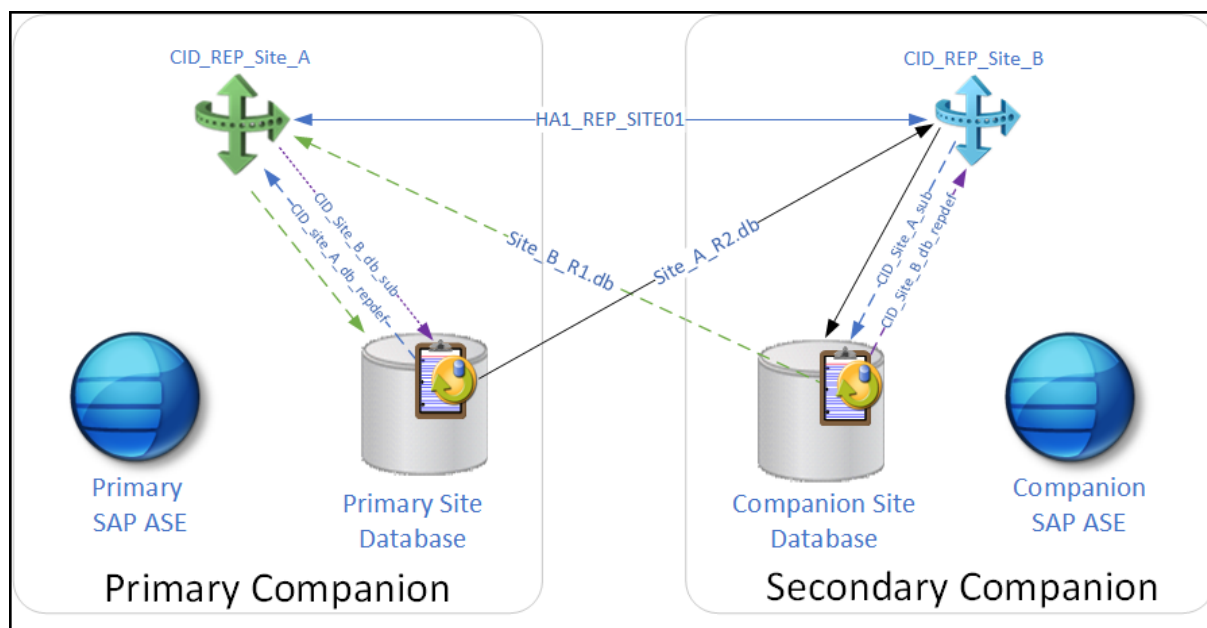 CID_REP_Site_A
CID_REP_Site_B
HA1_REP_SITE01
CID_Site_B_db_sub
CID_site_A_db_repdef
Site_B_R1.db
Site_A_R2.db
CID_Site_A_sub
CID_Site_B_db_repdef
Primary
SAP ASE
Primary Site
Database
Companion Site
Database
Companion
SAP ASE
Primary Companion
Secondary Companion